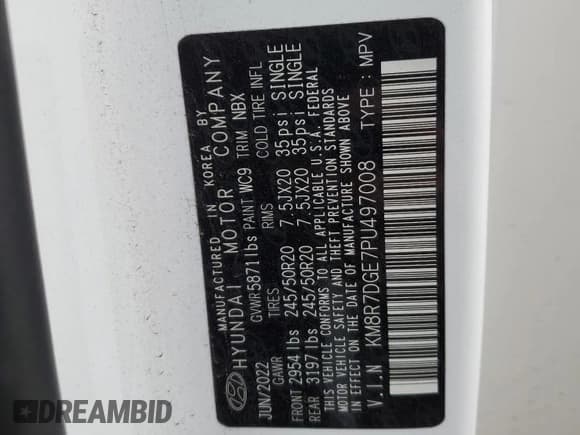 MANUFACTURED IN KOREA BY
HYUNDAI MOTOR COMPANY
JUN/2022 GVWR 5871lbs PAINT WC9 TRIM NBX
GAWR TIRES RIMS COLD TIRE INFL
FRONT 2954 lbs 245/50R20 7.5JX20 35psi SINGLE
REAR 3197 lbs 245/50R20 7.5JX20 35psi SINGLE
THIS VEHICLE CONFORMS TO ALL APPLICABLE U.S.A. FEDERAL
MOTOR VEHICLE SAFETY AND THEFT PREVENTION STANDARDS
IN EFFECT ON THE DATE OF MANUFACTURE SHOWN ABOVE.
V.I.N : KM8R7DGE7PU497008 TYPE : MPV
DREAMBID